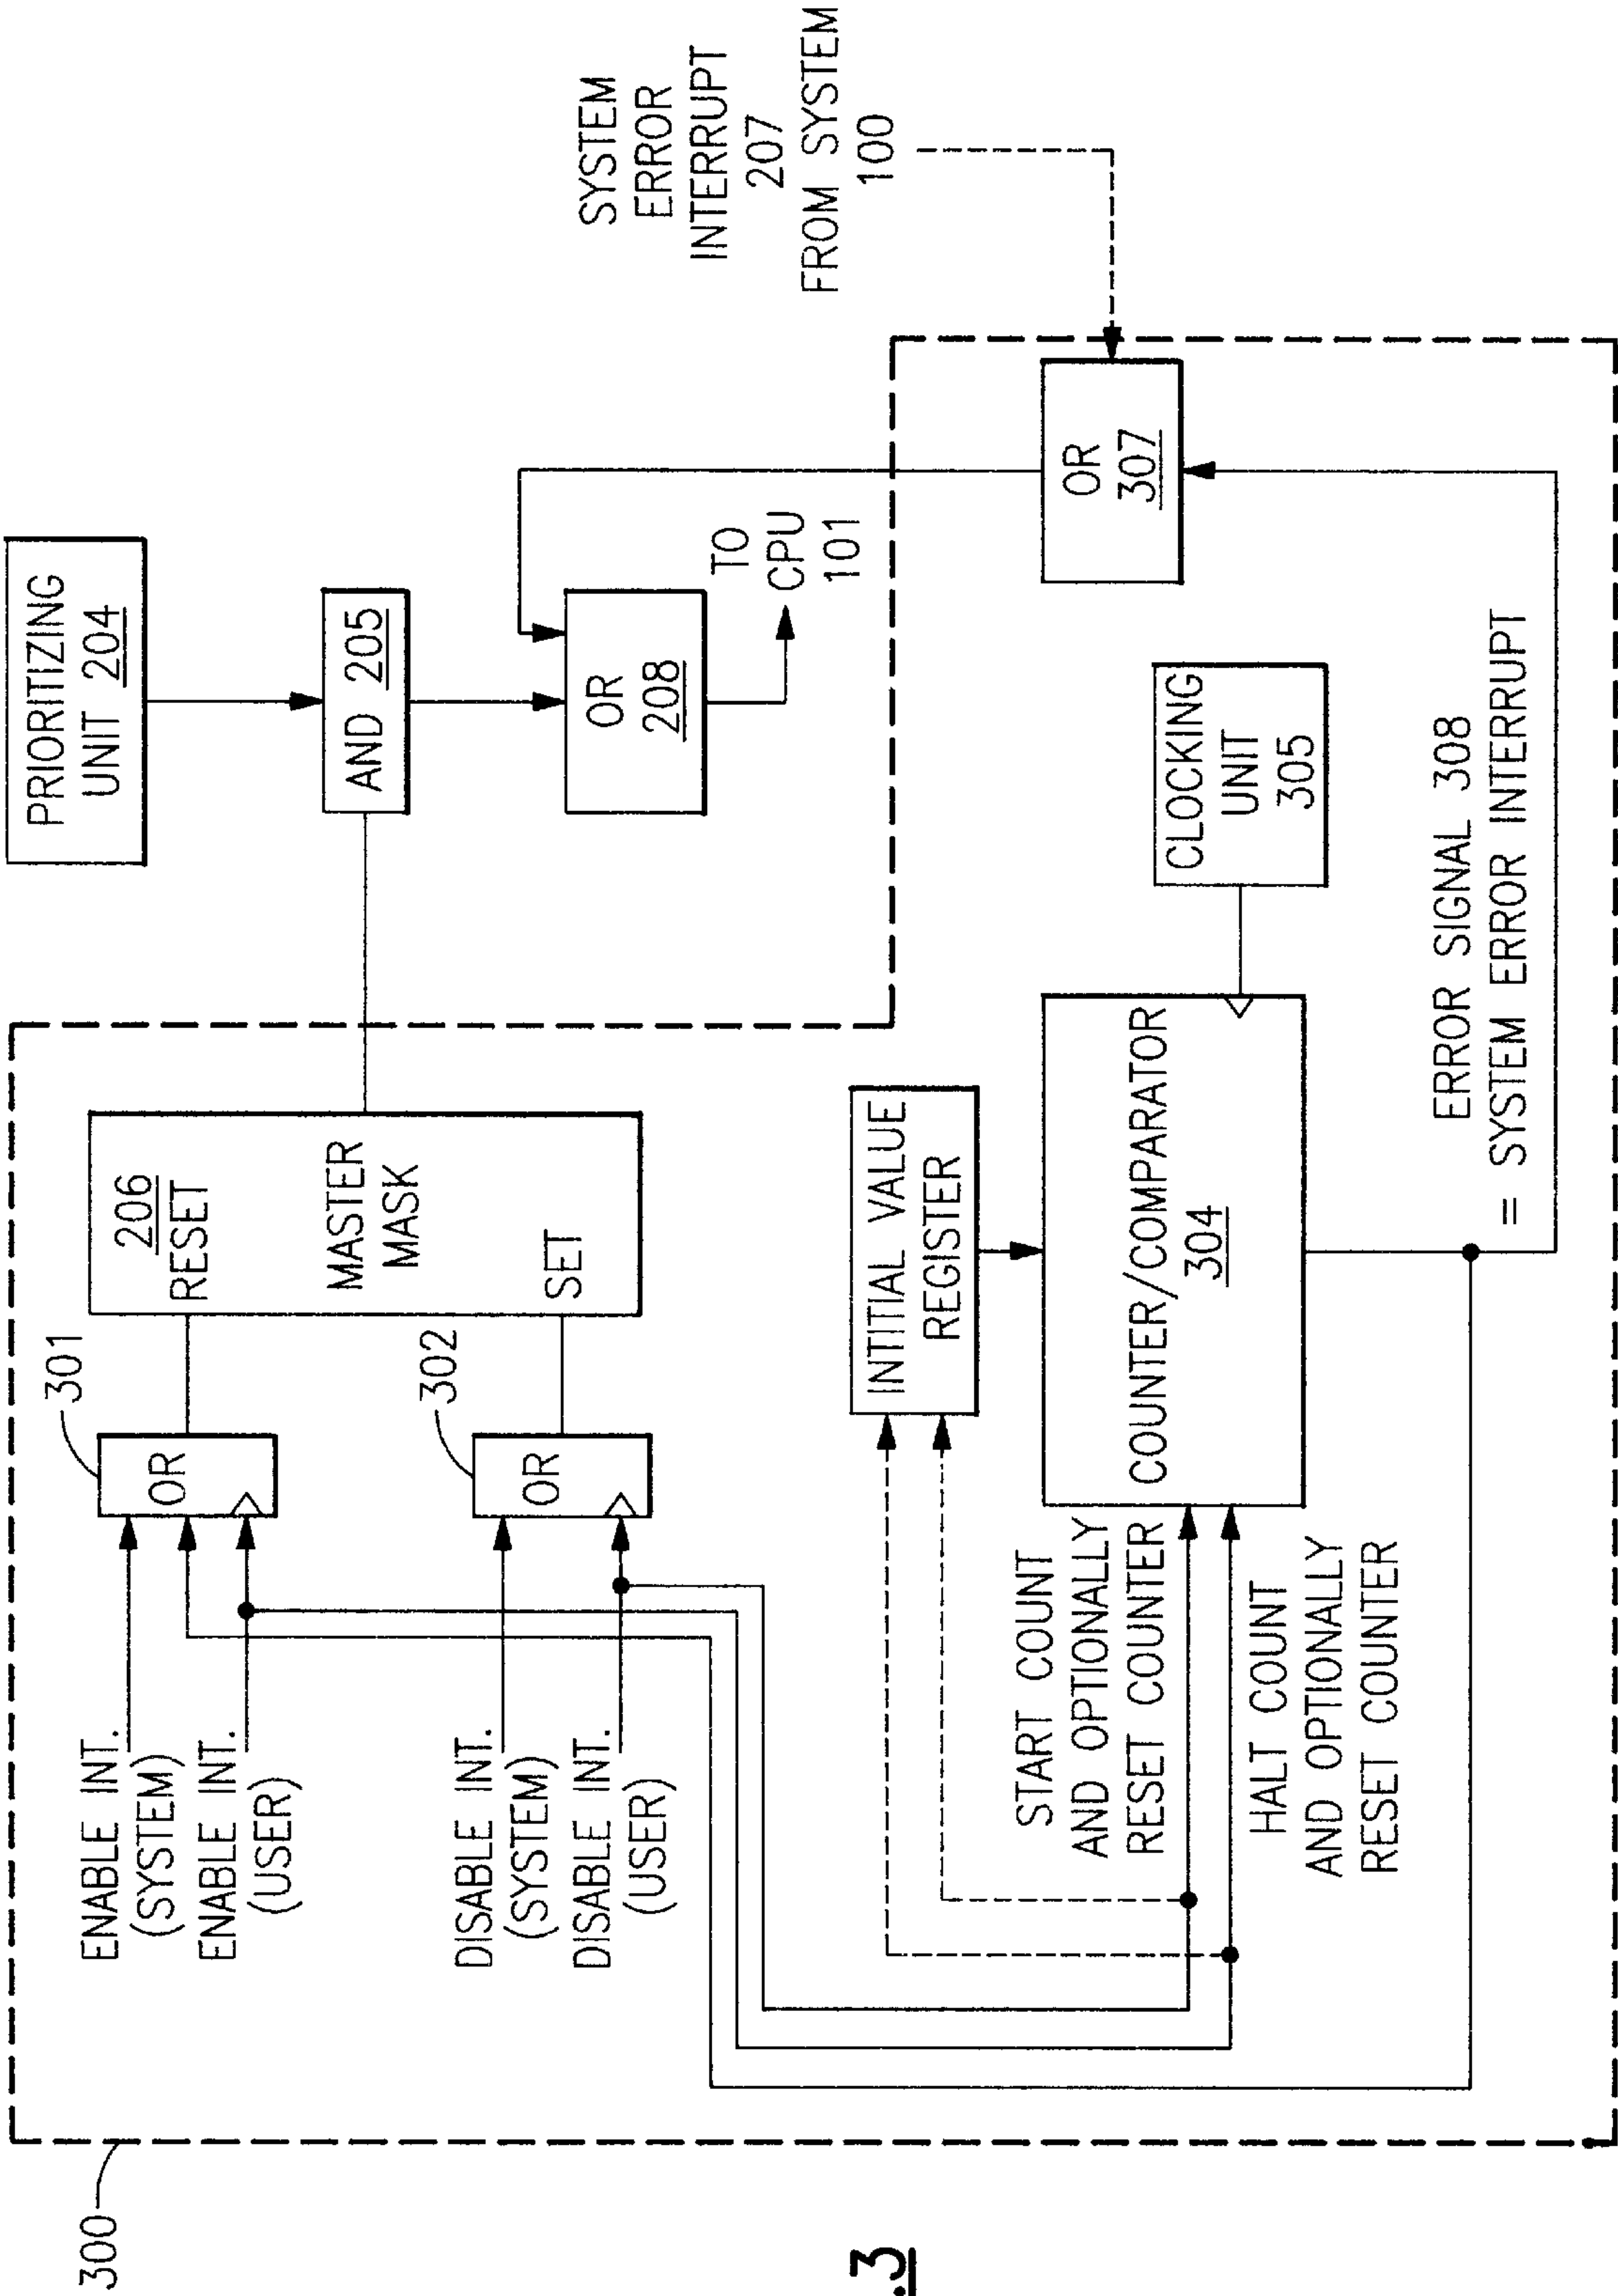 300
ENABLE INT.
(SYSTEM)
ENABLE INT.
(USER)
DISABLE INT.
(SYSTEM)
DISABLE INT.
(USER)
301
OR
302
OR
206
RESET
MASTER
MASK
SET
PRIORITIZING
UNIT 204
AND 205
OR
208
TO
CPU
101
SYSTEM
ERROR
INTERRUPT
207
FROM SYSTEM
100
INTITIAL VALUE
REGISTER
START COUNT
AND OPTIONALLY
RESET COUNTER
HALT COUNT
AND OPTIONALLY
RESET COUNTER
COUNTER/COMPARATOR
304
CLOCKING
UNIT
305
OR
307
ERROR SIGNAL 308
= SYSTEM ERROR INTERRUPT
.3